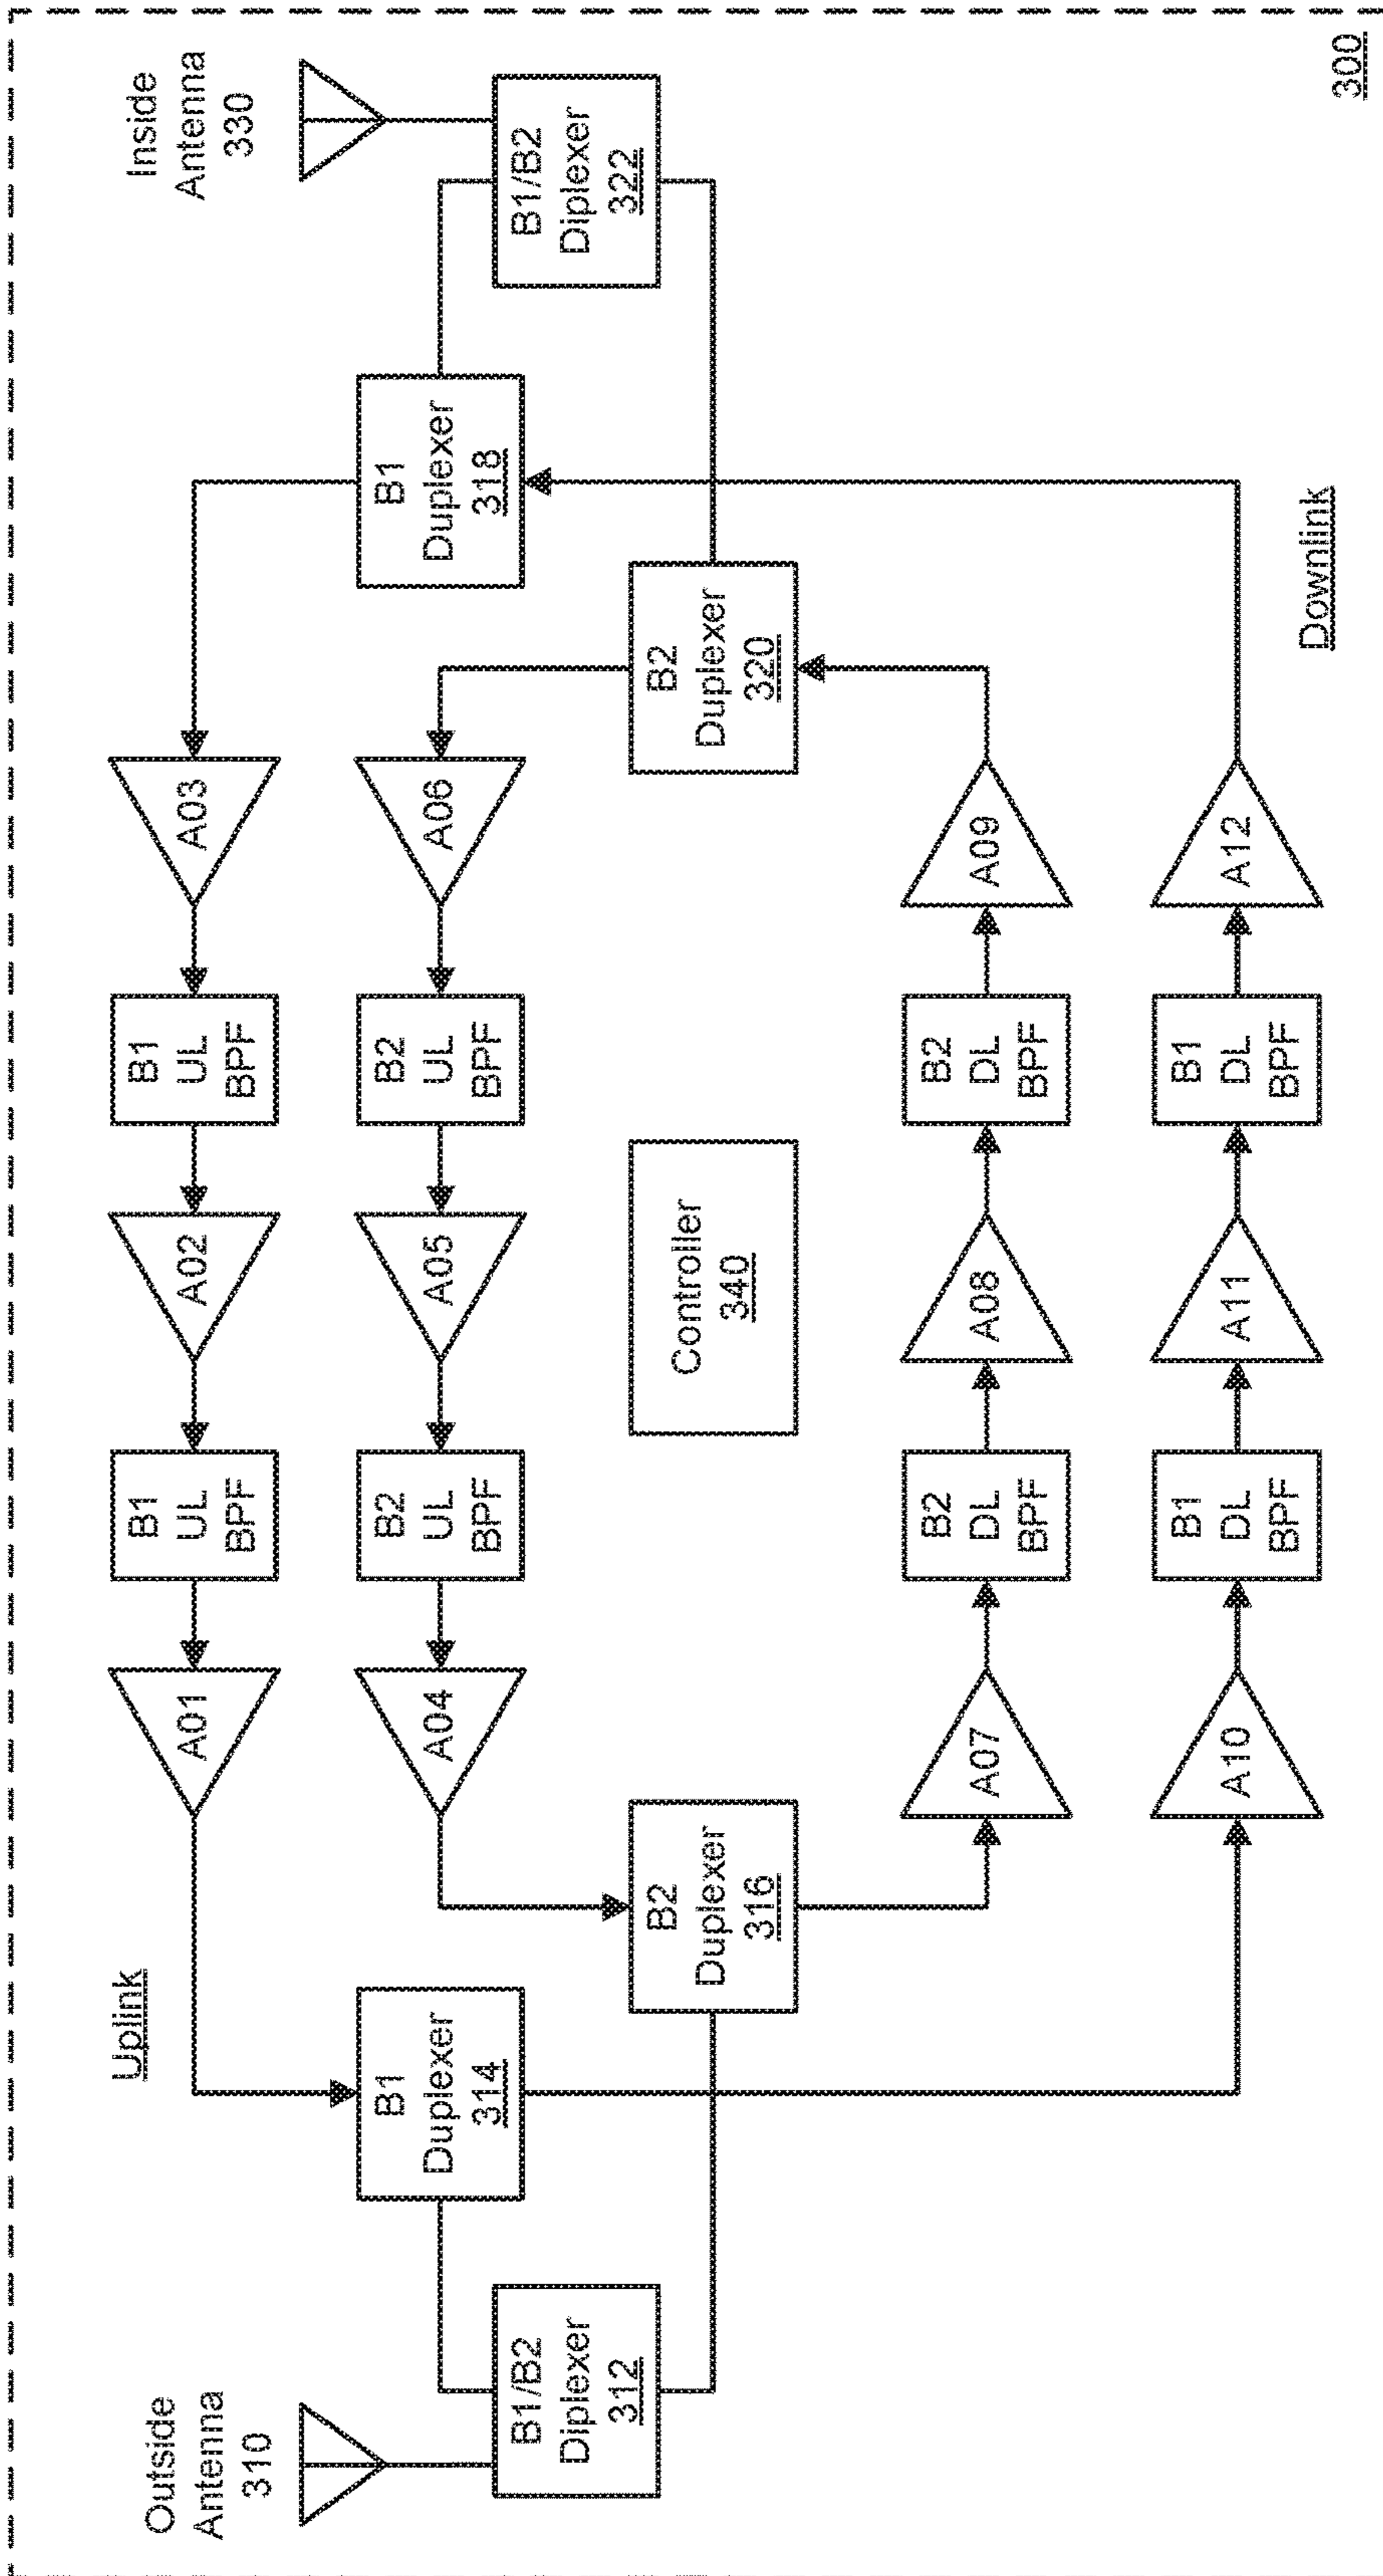 Outside
Antenna
310
Inside
Antenna
330
Uplink
A01
B1
UL
BPF
A02
B1
UL
BPF
A03
B1/B2
Diplexer
312
B1
Duplexer
314
A04
B2
UL
BPF
A05
B2
UL
BPF
A06
B1
Duplexer
318
B1/B2
Diplexer
322
B2
Duplexer
316
Controller
340
B2
Duplexer
320
A07
B2
DL
BPF
A08
B2
DL
BPF
A09
A10
B1
DL
BPF
A11
B1
DL
BPF
A12
Downlink
300